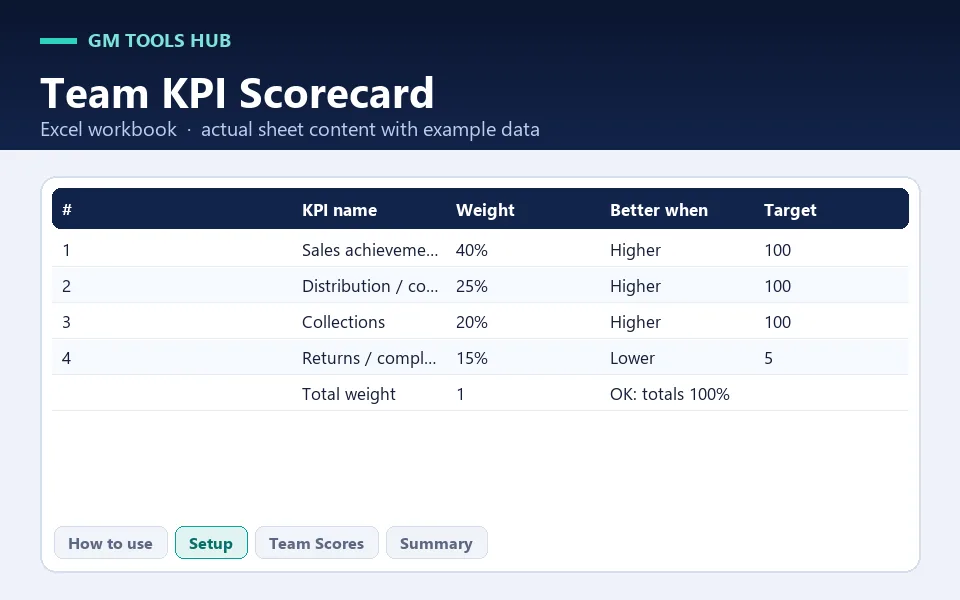 GM TOOLS HUB
Team KPI Scorecard
Excel workbook · actual sheet content with example data
# KPI name Weight Better when Target
1 Sales achieveme... 40% Higher 100
2 Distribution / co... 25% Higher 100
3 Collections 20% Higher 100
4 Returns / compl... 15% Lower 5
Total weight 1 OK: totals 100%
How to use Setup Team Scores Summary